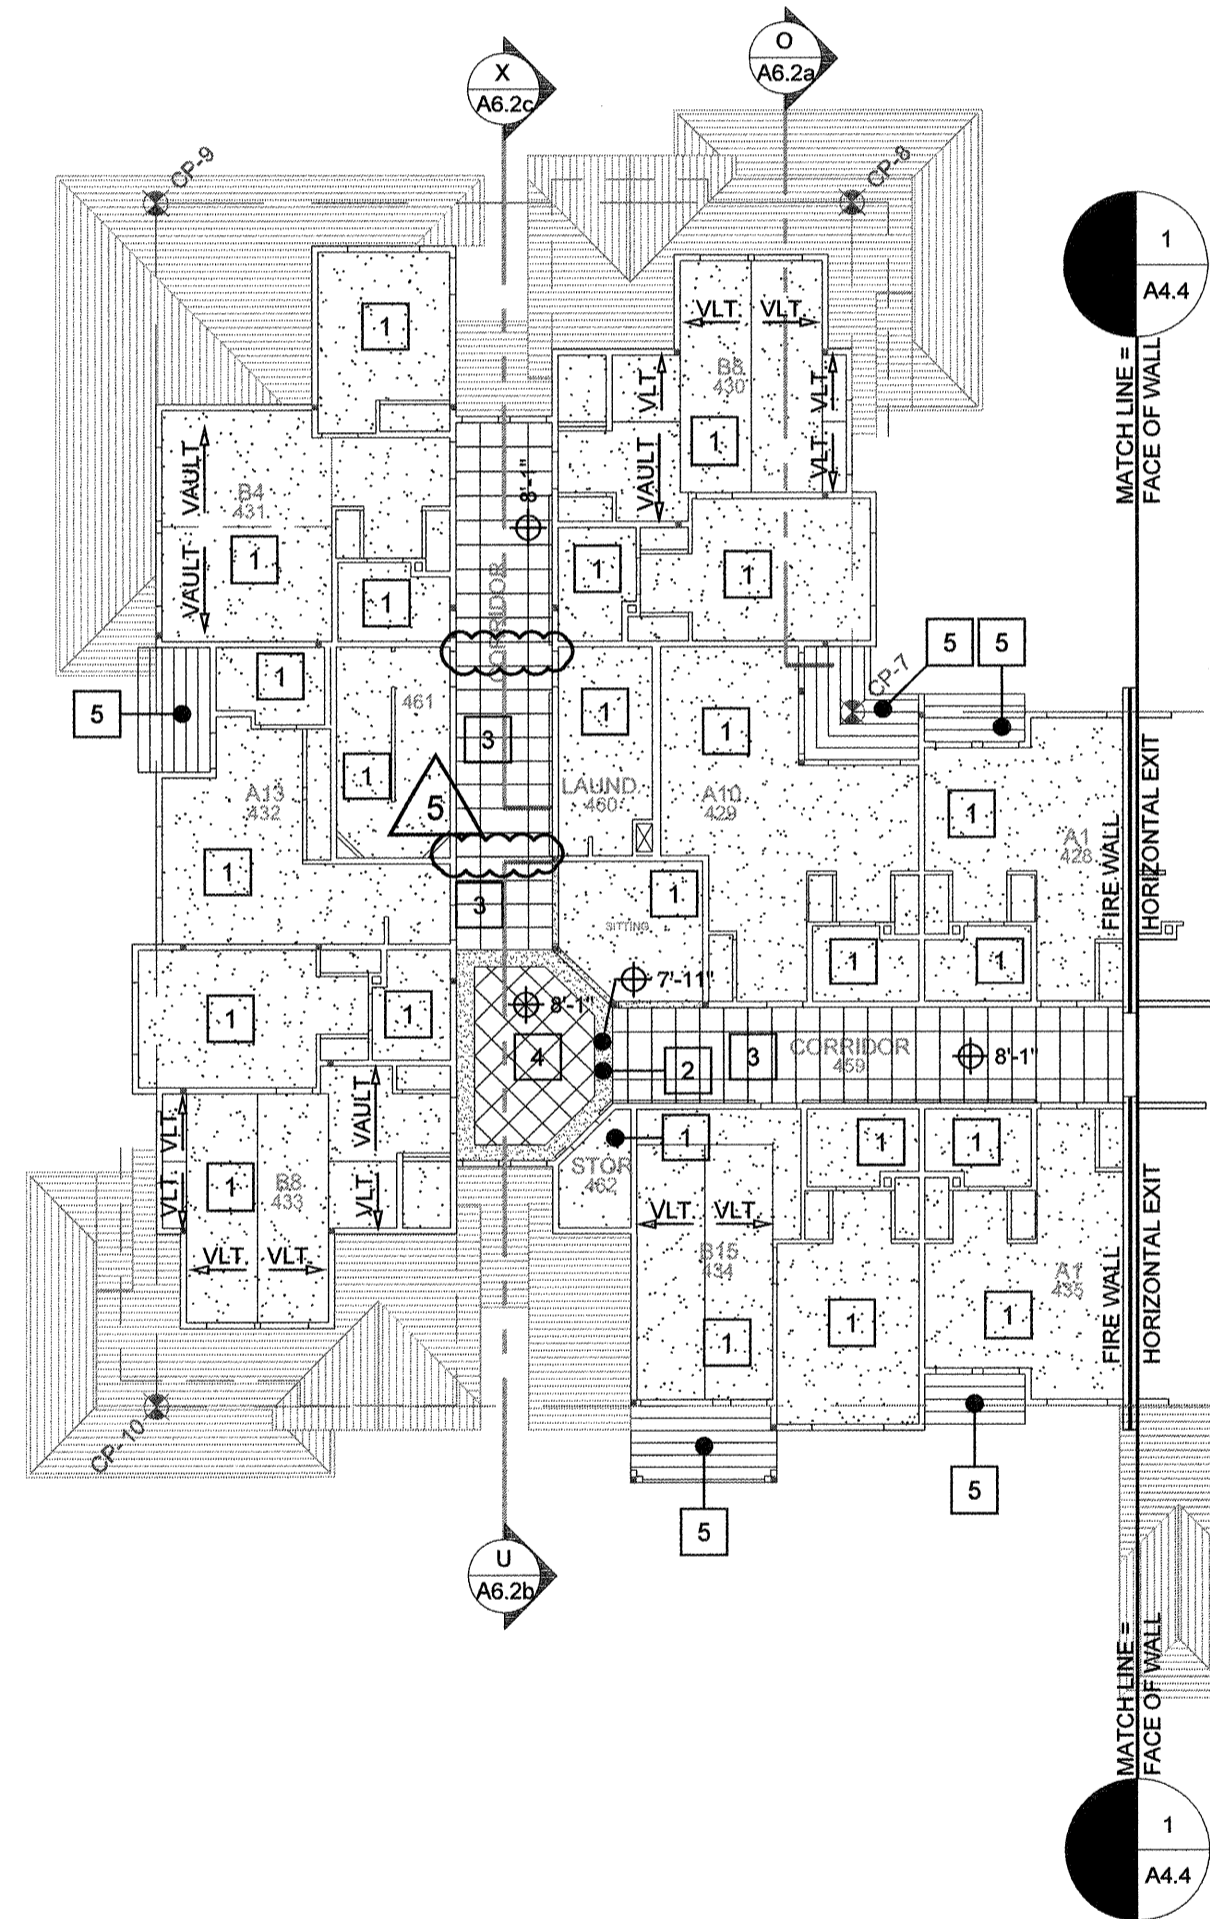 O
A6.2a
X
A6.2c
CP-9
CP-8
1
A4.4
MATCH LINE =
FACE OF WALL
1
VLT.
VLT.
B8
430
VLT.
VLT.
VLT.
VAULT
1
8'-1"
VAULT
VAULT
B4
431
1
1
1
1
CORRIDOR
5
5
CP-7
5
1
461
1
3
1
1
5
LAUND.
460
A10
429
A13
432
1
1
A1
428
FIRE WALL
HORIZONTAL EXIT
1
3
1
SITTING
1
1
7'-11"
8'-1"
1
1
4
2
3
CORRIDOR
459
8'-1"
VLT.
VLT.
VAULT
VLT.
1
B8
433
VLT.
VLT.
1
STOR
462
1
1
VLT.
VLT.
B15
434
1
1
A1
435
1
FIRE WALL
HORIZONTAL EXIT
CP-10
5
5
U
A6.2b
MATCH LINE =
FACE OF WALL
1
A4.4